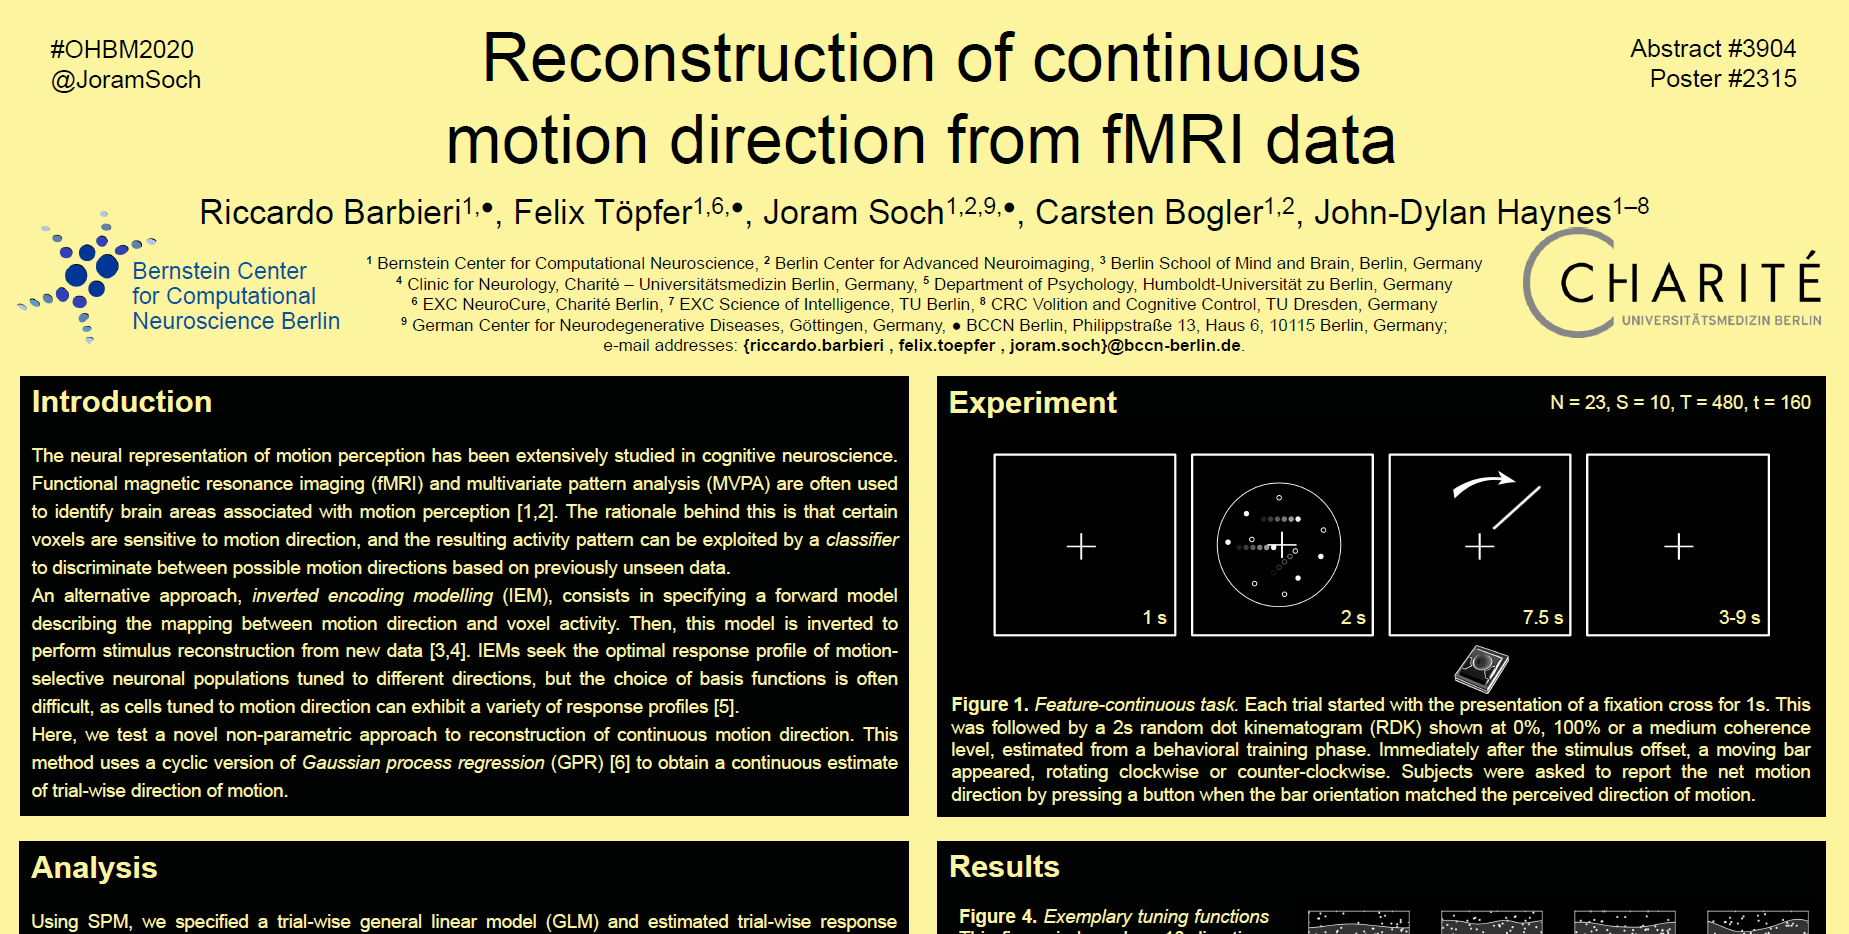 #OHBM2020
@JoramSoch
Reconstruction of continuous
motion direction from fMRI data
Abstract #3904
Poster #2315
Riccardo Barbieri1,●, Felix Töpfer1,6,●, Joram Soch1,2,9,●, Carsten Bogler1,2, John-Dylan Haynes1–8
Bernstein Center
for Computational
Neuroscience Berlin
1 Bernstein Center for Computational Neuroscience, 2 Berlin Center for Advanced Neuroimaging, 3 Berlin School of Mind and Brain, Berlin, Germany
4 Clinic for Neurology, Charité – Universitätsmedizin Berlin, Germany, 5 Department of Psychology, Humboldt-Universität zu Berlin, Germany
6 EXC NeuroCure, Charité Berlin, 7 EXC Science of Intelligence, TU Berlin, 8 CRC Volition and Cognitive Control, TU Dresden, Germany
9 German Center for Neurodegenerative Diseases, Göttingen, Germany, ● BCCN Berlin, Philippstraße 13, Haus 6, 10115 Berlin, Germany;
e-mail addresses: {riccardo.barbieri , felix.toepfer , joram.soch}@bccn-berlin.de.
CHARITÉ
UNIVERSITÄTSMEDIZIN BERLIN
Introduction
The neural representation of motion perception has been extensively studied in cognitive neuroscience.
Functional magnetic resonance imaging (fMRI) and multivariate pattern analysis (MVPA) are often used
to identify brain areas associated with motion perception [1,2]. The rationale behind this is that certain
voxels are sensitive to motion direction, and the resulting activity pattern can be exploited by a classifier
to discriminate between possible motion directions based on previously unseen data.
An alternative approach, inverted encoding modelling (IEM), consists in specifying a forward model
describing the mapping between motion direction and voxel activity. Then, this model is inverted to
perform stimulus reconstruction from new data [3,4]. IEMs seek the optimal response profile of motion-
selective neuronal populations tuned to different directions, but the choice of basis functions is often
difficult, as cells tuned to motion direction can exhibit a variety of response profiles [5].
Here, we test a novel non-parametric approach to reconstruction of continuous motion direction. This
method uses a cyclic version of Gaussian process regression (GPR) [6] to obtain a continuous estimate
of trial-wise direction of motion.
Experiment
N = 23, S = 10, T = 480, t = 160
1 s
2 s
7.5 s
3-9 s
Figure 1. Feature-continuous task. Each trial started with the presentation of a fixation cross for 1s. This
was followed by a 2s random dot kinematogram (RDK) shown at 0%, 100% or a medium coherence
level, estimated from a behavioral training phase. Immediately after the stimulus offset, a moving bar
appeared, rotating clockwise or counter-clockwise. Subjects were asked to report the net motion
direction by pressing a button when the bar orientation matched the perceived direction of motion.
Analysis
Using SPM, we specified a trial-wise general linear model (GLM) and estimated trial-wise response
Results
Figure 4. Exemplary tuning functions